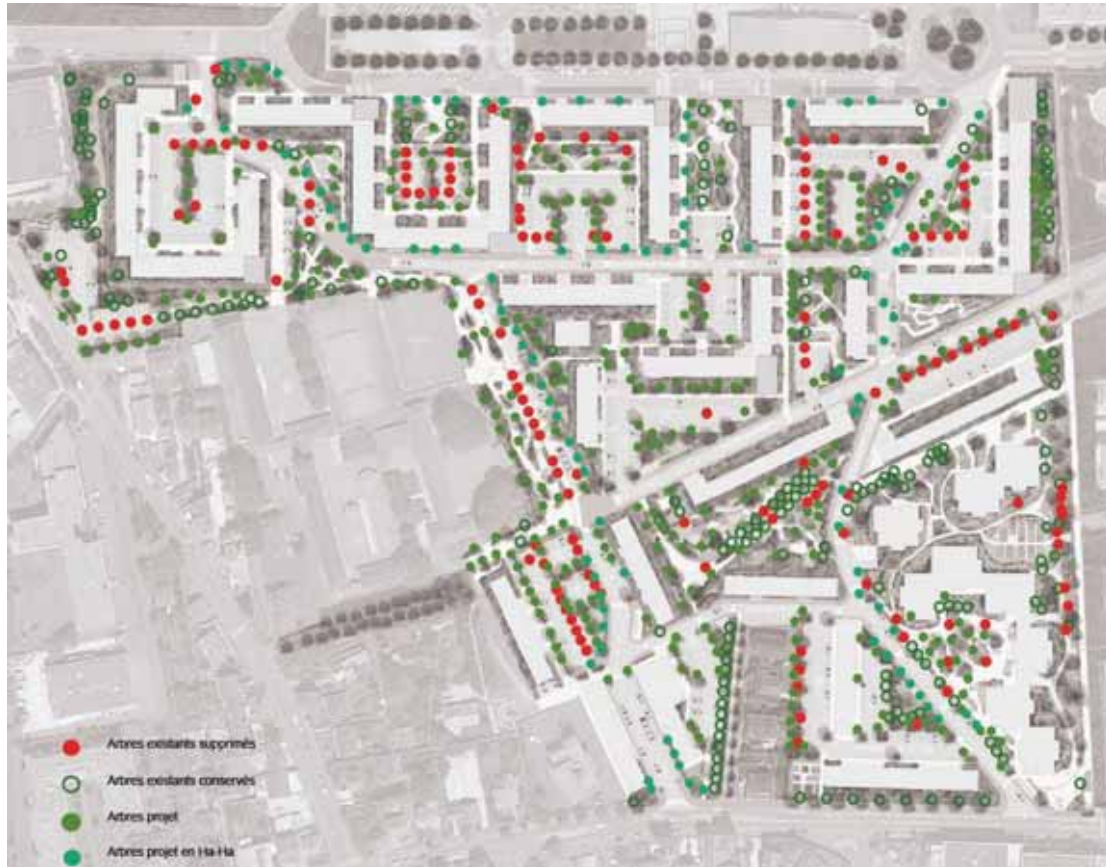 Arbres existants supprimés
Arbres existants conservés
Arbres projet
Arbres projet en Ha-Ha